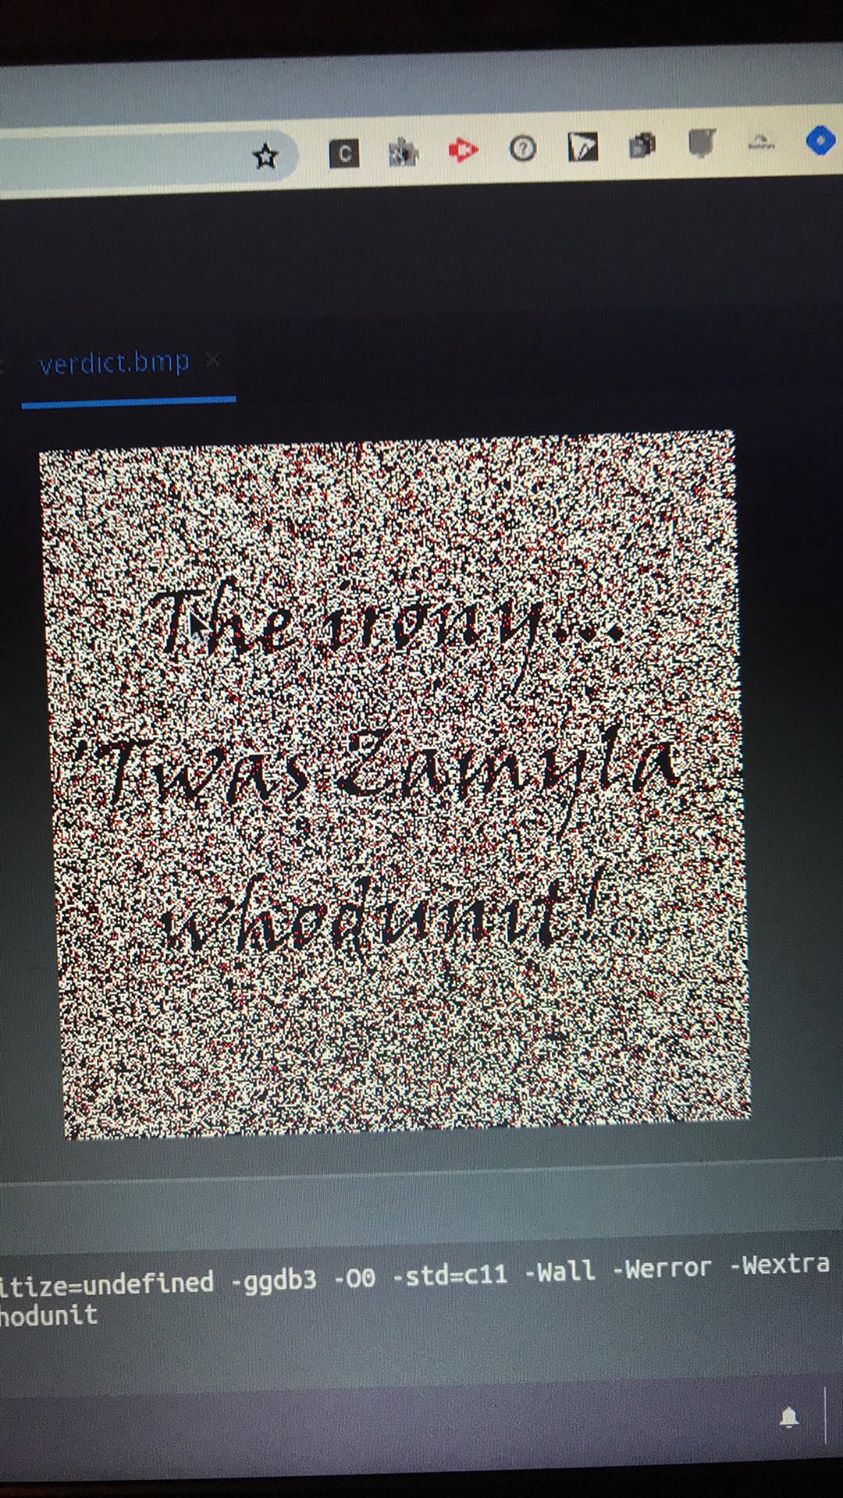 C
?
verdict.bmp ×
The irony...
'Twas Zamyla
whodunit!
itize=undefined -ggdb3 -O0 -std=c11 -Wall -Werror -Wextra
hodunit